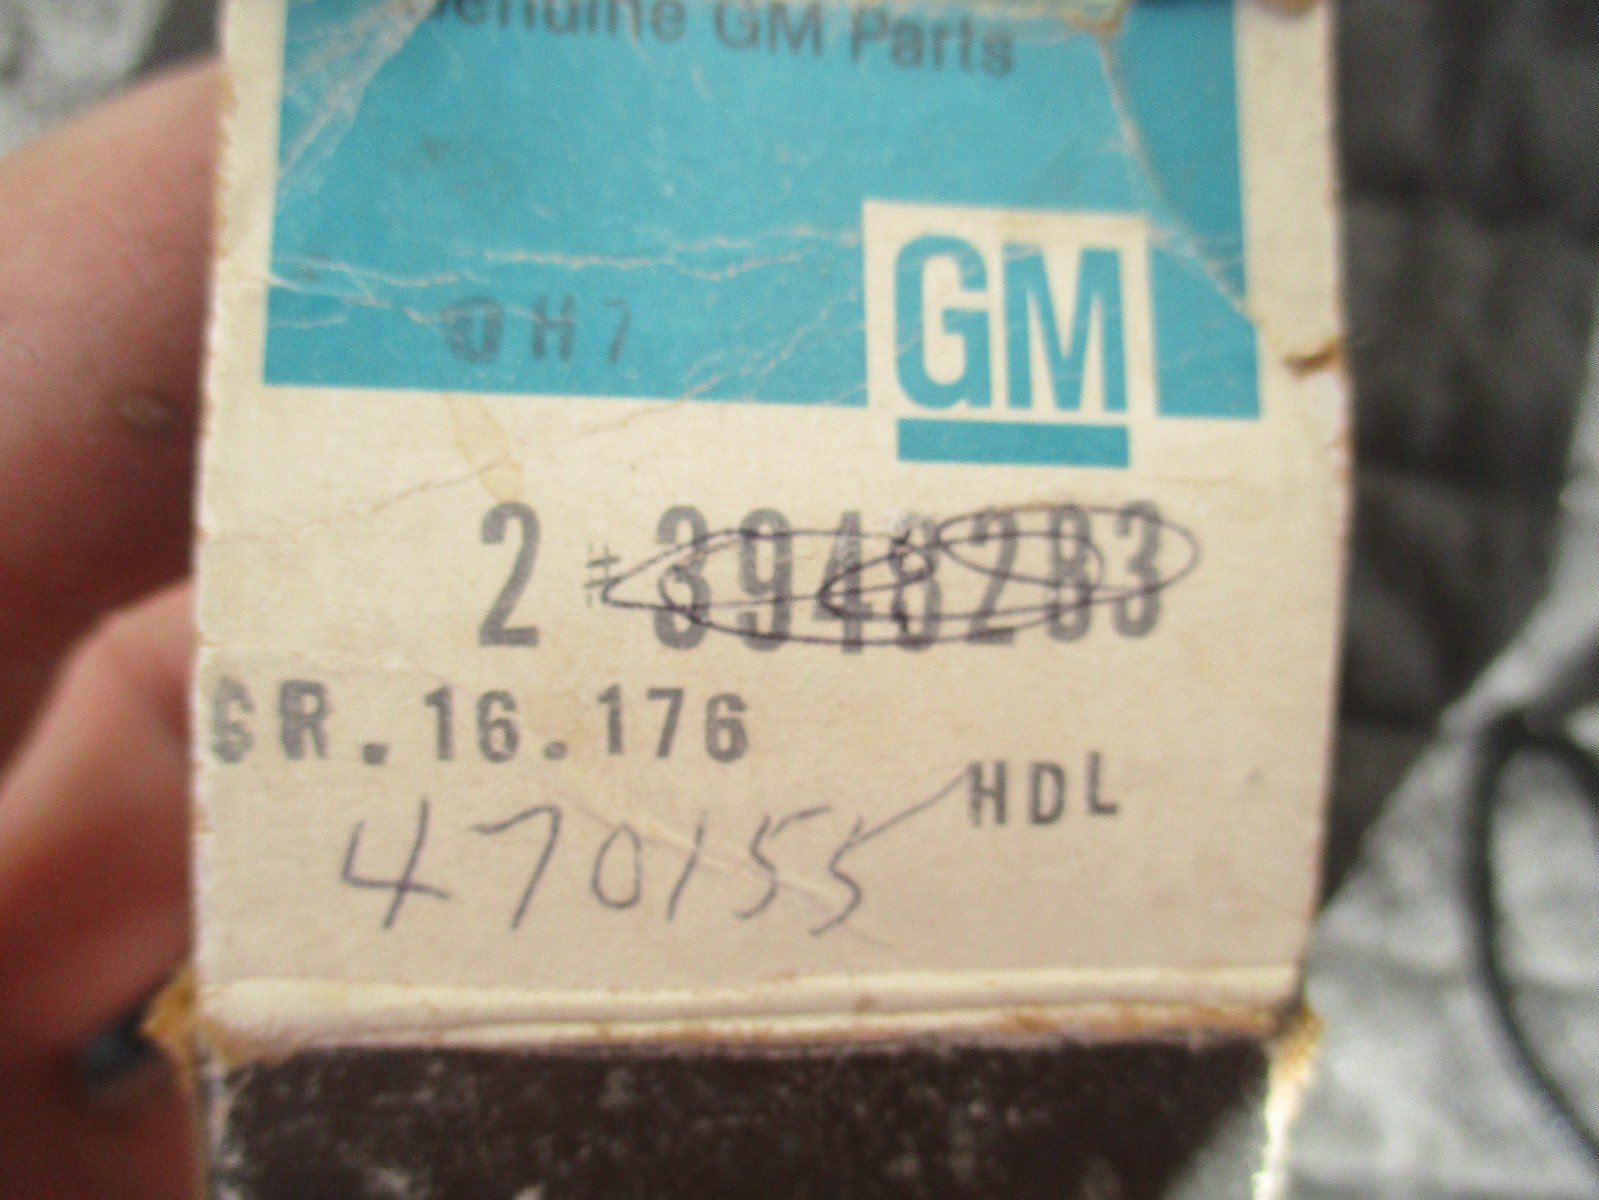 Genuine GM Parts
0H7
GM
2 # 3948283
GR. 16.176
HDL
470155